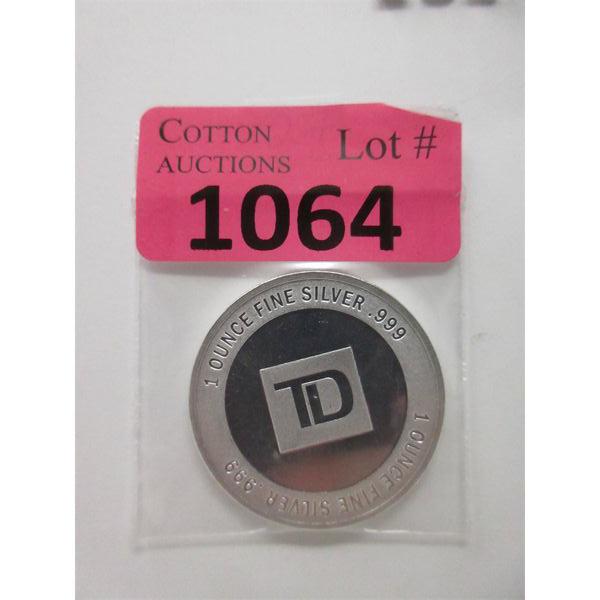 COTTON
AUCTIONS
Lot #
1064
1 OUNCE FINE SILVER .999
TD
1 OUNCE FINE SILVER .999